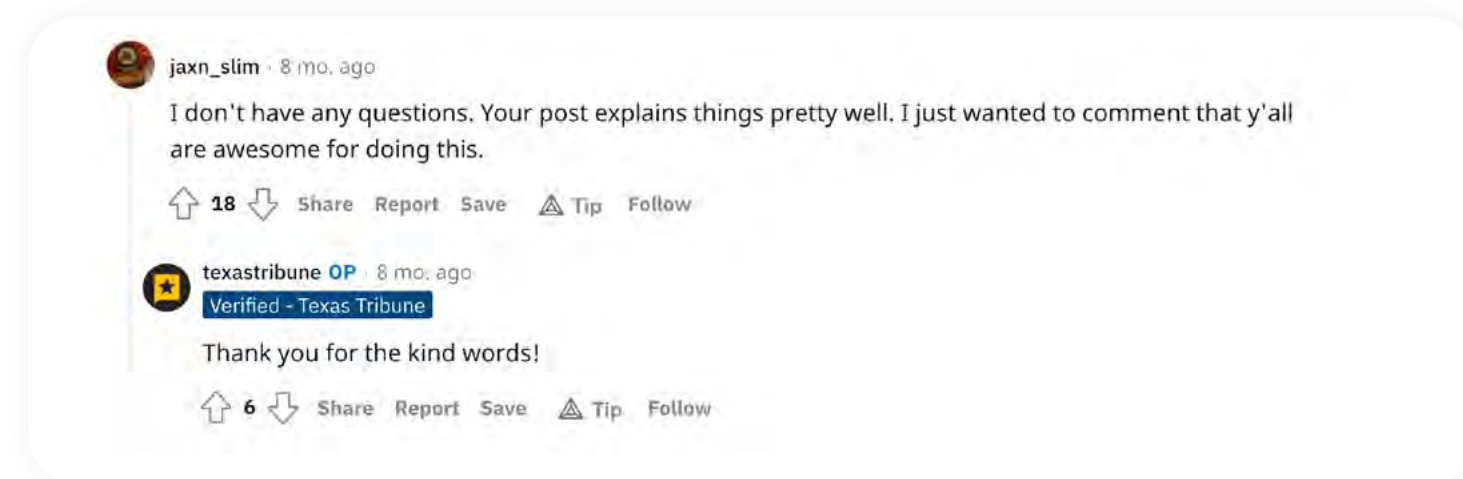 jaxn_slim · 8 mo. ago
I don't have any questions. Your post explains things pretty well. I just wanted to comment that y'all
are awesome for doing this.
18 Share Report Save Tip Follow
texastribune OP · 8 mo. ago
Verified - Texas Tribune
Thank you for the kind words!
6 Share Report Save Tip Follow